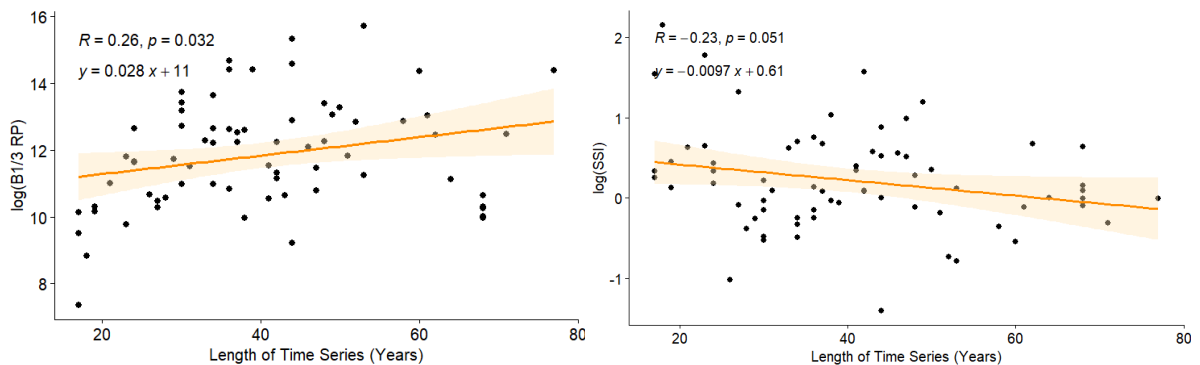 16
14
12
10
8
log(B1/3 RP)
R = 0.26, p = 0.032
y = 0.028 x + 11
20
40
60
80
Length of Time Series (Years)
2
1
0
-1
log(SSI)
R = −0.23, p = 0.051
y = −0.0097 x + 0.61
20
40
60
80
Length of Time Series (Years)